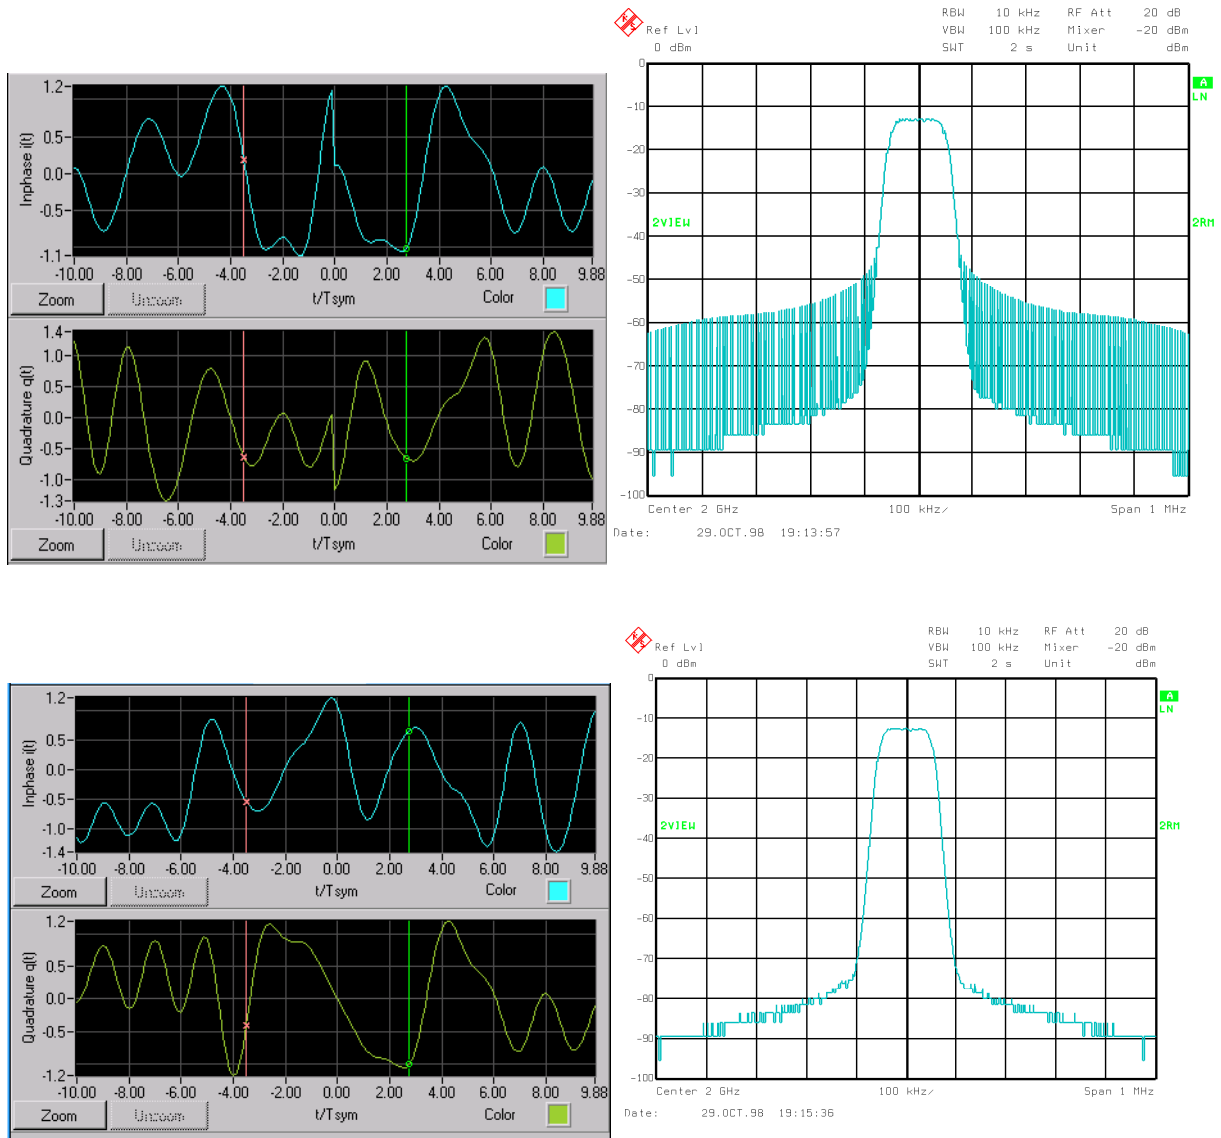 RBW 10 kHz RF Att 20 dB
Ref Lvl VBW 100 kHz Mixer -20 dBm
0 dBm SWT 2 s Unit dBm
Inphase i(t)
1.2
0.5
0.0
-0.5
-1.1
-10.00 -8.00 -6.00 -4.00 -2.00 0.00 2.00 4.00 6.00 8.00 9.88
Zoom Unzoom t/Tsym Color
Quadrature q(t)
1.4
1.0
0.5
0.0
-0.5
-1.0
-1.3
-10.00 -8.00 -6.00 -4.00 -2.00 0.00 2.00 4.00 6.00 8.00 9.88
Zoom Unzoom t/Tsym Color
0
-10
-20
-30
-40
-50
-60
-70
-80
-90
-100
A
LN
2VIEW 2RM
Center 2 GHz 100 kHz/ Span 1 MHz
Date: 29.OCT.98 19:13:57
RBW 10 kHz RF Att 20 dB
Ref Lvl VBW 100 kHz Mixer -20 dBm
0 dBm SWT 2 s Unit dBm
Inphase i(t)
1.2
0.5
0.0
-0.5
-1.0
-1.4
-10.00 -8.00 -6.00 -4.00 -2.00 0.00 2.00 4.00 6.00 8.00 9.88
Zoom Unzoom t/Tsym Color
Quadrature q(t)
1.2
0.5
0.0
-0.5
-1.2
-10.00 -8.00 -6.00 -4.00 -2.00 0.00 2.00 4.00 6.00 8.00 9.88
Zoom Unzoom t/Tsym Color
0
-10
-20
-30
-40
-50
-60
-70
-80
-90
-100
A
LN
2VIEW 2RM
Center 2 GHz 100 kHz/ Span 1 MHz
Date: 29.OCT.98 19:15:36